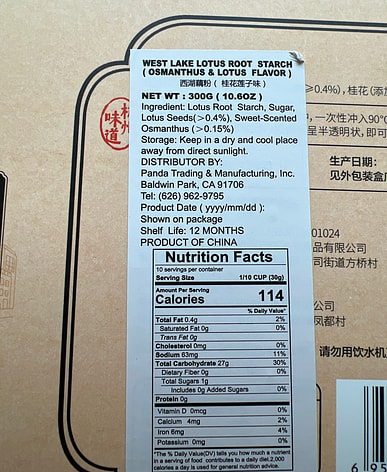 WEST LAKE LOTUS ROOT STARCH
( OSMANTHUS & LOTUS FLAVOR )
西湖藕粉 ( 桂花莲子味 )
NET WT : 300G ( 10.6OZ )
Ingredient: Lotus Root Starch, Sugar,
Lotus Seeds(>0.4%), Sweet-Scented
Osmanthus (>0.15%)
Storage: Keep in a dry and cool place
away from direct sunlight.
DISTRIBUTOR BY:
Panda Trading & Manufacturing, Inc.
Baldwin Park, CA 91706
Tel: (626) 962-9795
Product Date ( yyyy/mm/dd ):
Shown on package
Shelf Life: 12 MONTHS
PRODUCT OF CHINA
Nutrition Facts
10 servings per container
Serving Size 1/10 CUP (30g)
Amount Per Serving
Calories 114
% Daily Value*
Total Fat 0.4g 2%
Saturated Fat 0g 0%
Trans Fat 0g
Cholesterol 0mg 0%
Sodium 63mg 11%
Total Carbohydrate 27g 30%
Dietary Fiber 0g 0%
Total Sugars 1g
Includes 0g Added Sugars 0%
Protein 0g
Vitamin D 0mcg 0%
Calcium 4mg 2%
Iron 6mg 4%
Potassium 0mg 0%
*The % Daily Value(DV) tells you how much a nutrient
in a serving of food contributs to a daily diet.2,000
calories a day is used for general nutrition advice.
杭州
味道
>0.4%), 桂花 (添加
, 一次性冲入90°C
呈半透明状, 即可
生产日期:
见外包装盒
01024
品有限公司
司街道方桥村
公司
凤都村
请勿用饮水机
6 95